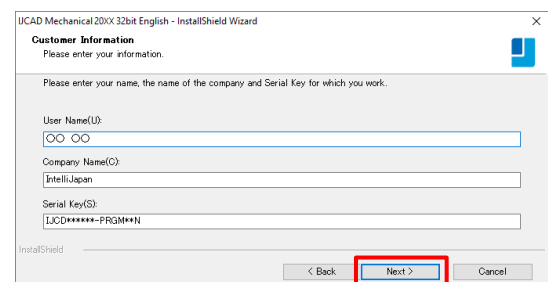 IJCAD Mechanical 20XX 32bit English - InstallShield Wizard
Customer Information
Please enter your information.
Please enter your name, the name of the company and Serial Key for which you work.
User Name(U):
〇〇 〇〇
Company Name(C):
IntelliJapan
Serial Key(S):
IJCD******-PRGM**N
InstallShield
< Back Next > Cancel